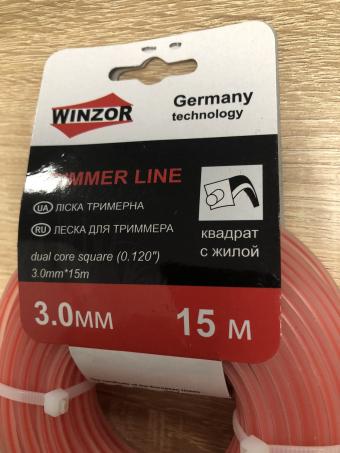 WINZOR
Germany
technology
IMMER LINE
UA ЛІСКА ТРИМЕРНА
RU ЛЕСКА ДЛЯ ТРИММЕРА
dual core square (0.120")
3.0mm*15m
квадрат
с жилой
3.0мм 15 м